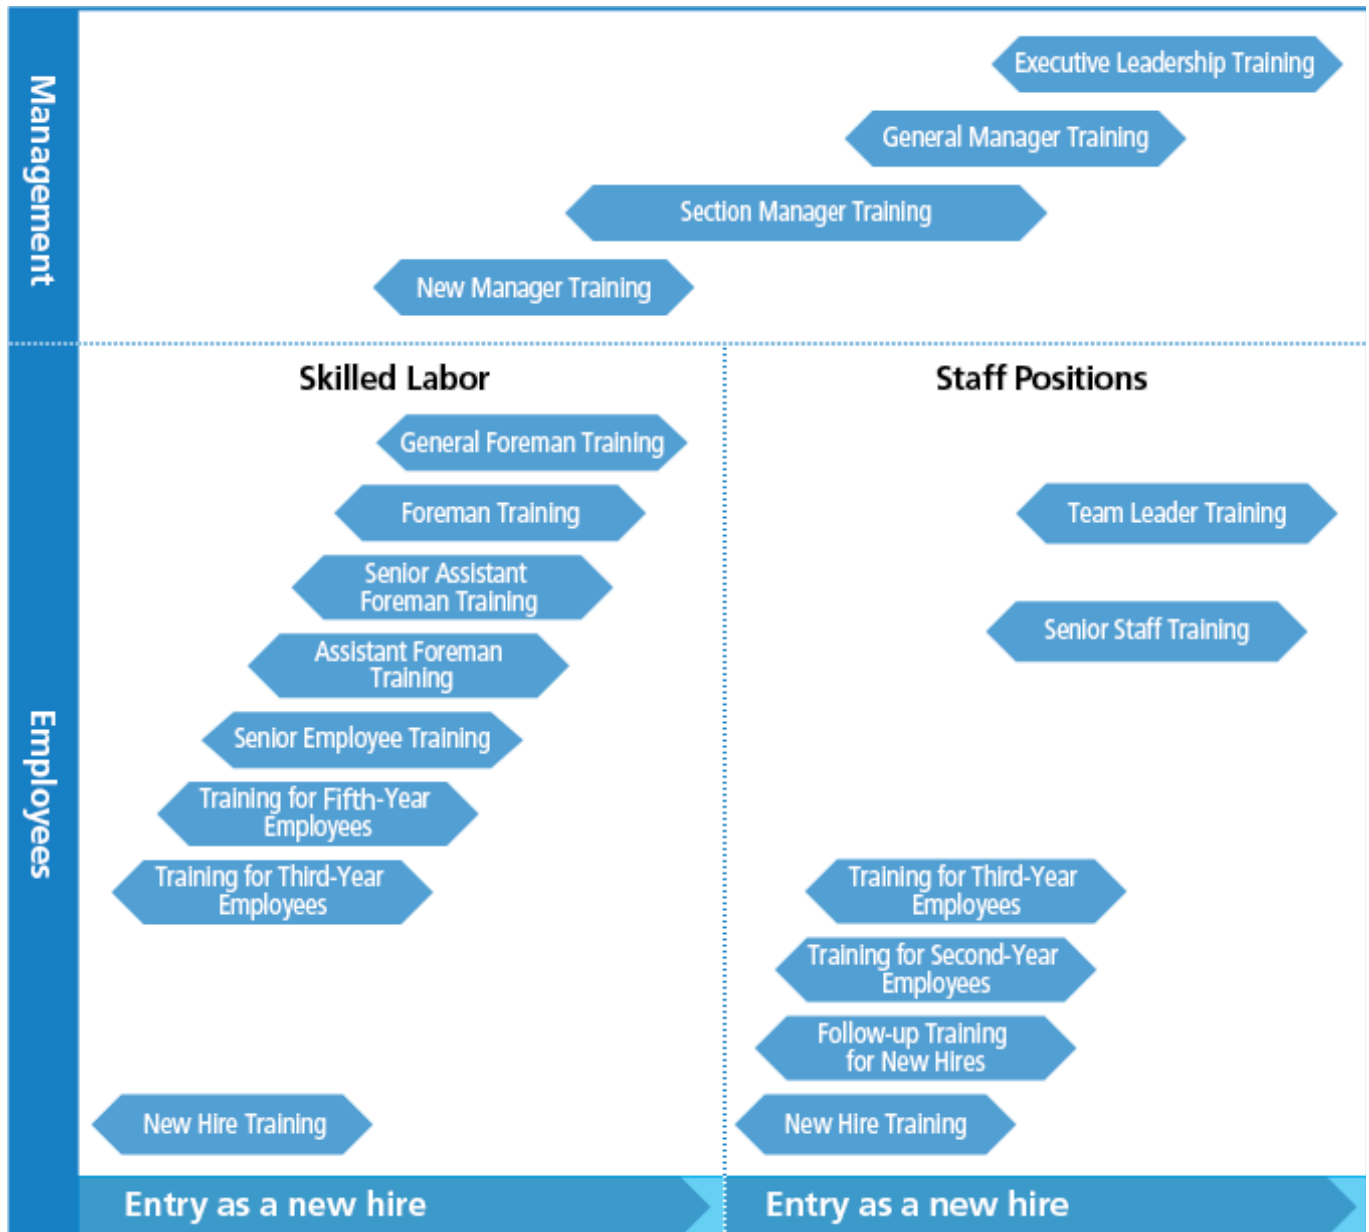 Management
Executive Leadership Training
General Manager Training
Section Manager Training
New Manager Training
Employees
Skilled Labor
General Foreman Training
Foreman Training
Senior Assistant
Foreman Training
Assistant Foreman
Training
Senior Employee Training
Training for Fifth-Year
Employees
Training for Third-Year
Employees
New Hire Training
Entry as a new hire
Staff Positions
Team Leader Training
Senior Staff Training
Training for Third-Year
Employees
Training for Second-Year
Employees
Follow-up Training
for New Hires
New Hire Training
Entry as a new hire